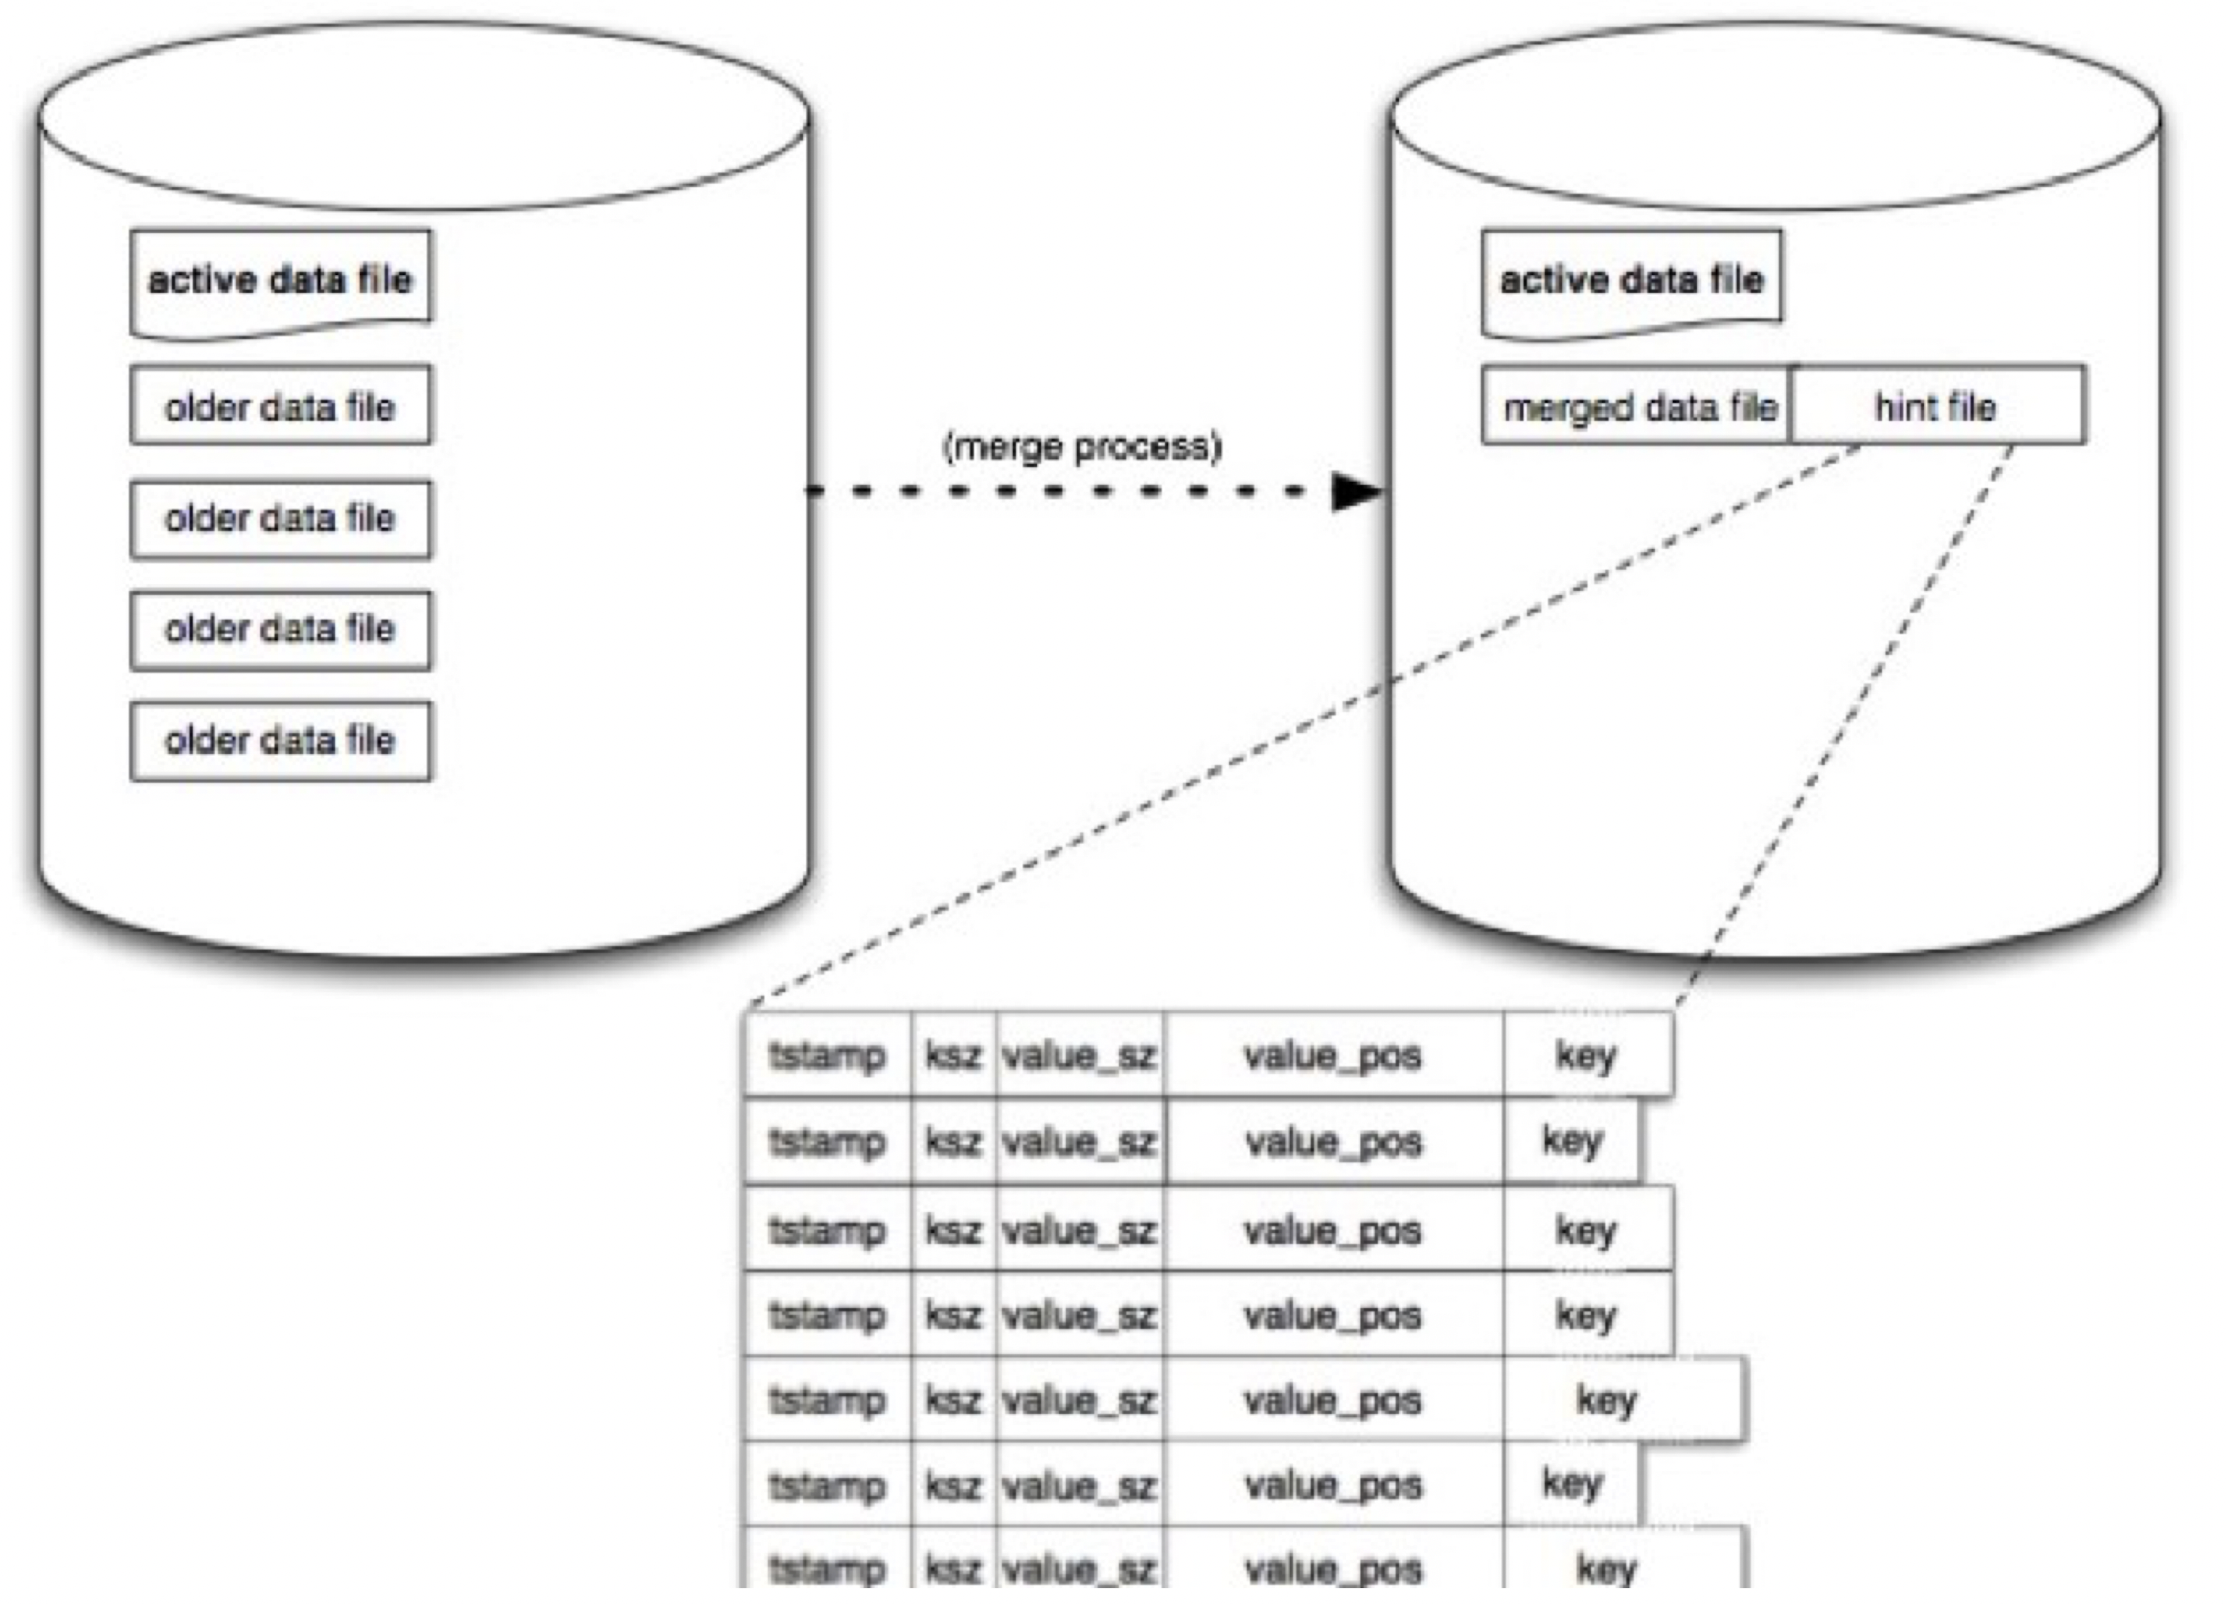 active data file
older data file
older data file
older data file
older data file
(merge process)
active data file
merged data file hint file
tstamp ksz value_sz value_pos key
tstamp ksz value_sz value_pos key
tstamp ksz value_sz value_pos key
tstamp ksz value_sz value_pos key
tstamp ksz value_sz value_pos key
tstamp ksz value_sz value_pos key
tstamp ksz value_sz value_pos key